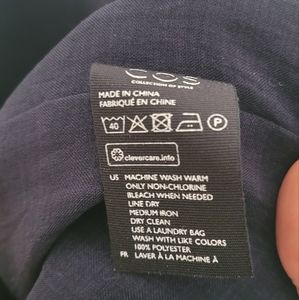 COS
COLLECTION OF STYLE
MADE IN CHINA
FABRIQUÉ EN CHINE
40 P
clevercare.info
US MACHINE WASH WARM
ONLY NON-CHLORINE
BLEACH WHEN NEEDED
LINE DRY
MEDIUM IRON
DRY CLEAN
USE A LAUNDRY BAG
WASH WITH LIKE COLORS
100% POLYESTER
FR LAVER À LA MACHINE À